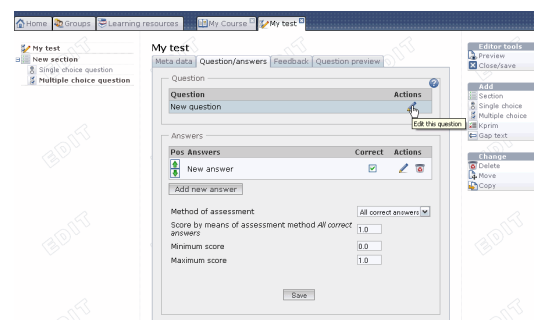 Home Groups Learning resources My Course My test
My test
New section
Single choice question
Multiple choice question
My test
Meta data Question/answers Feedback Question preview
Question
Question Actions
New question
Edit this question
Answers
Pos Answers Correct Actions
New answer
Add new answer
Method of assessment All correct answers
Score by means of assessment method All correct
answers 1.0
Minimum score 0.0
Maximum score 1.0
Save
Editor tools
Preview
Close/save
Add
Section
Single choice
Multiple choice
Kprim
Gap text
Change
Delete
Move
Copy
EDIT
EDIT
EDIT
EDIT
EDIT
EDIT